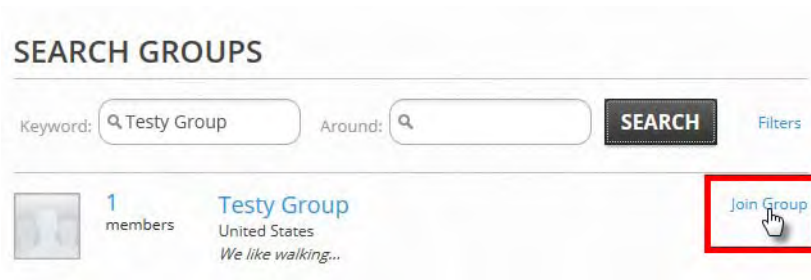 SEARCH GROUPS
Keyword: Testy Group Around: SEARCH Filters
1 Testy Group Join Group
members United States
We like walking...